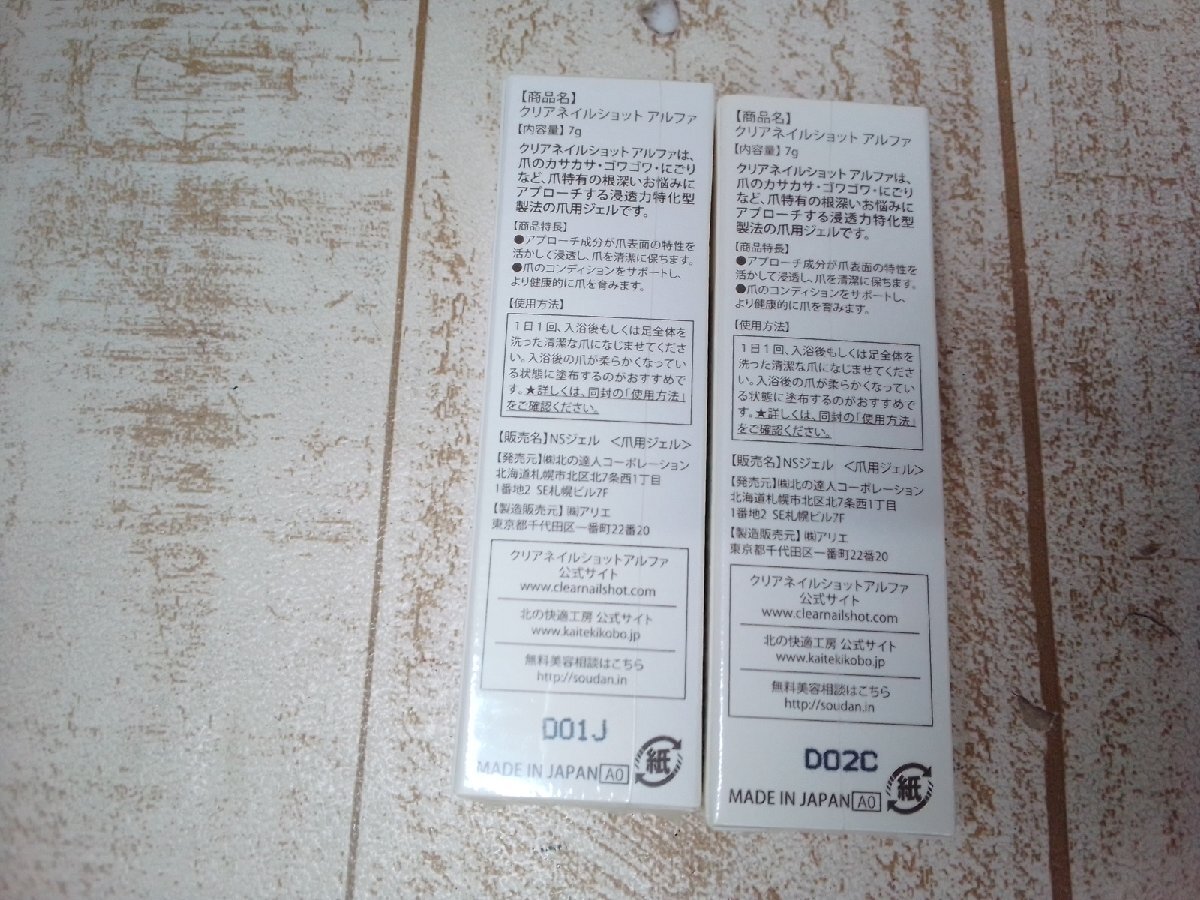 【商品名】
クリアネイルショット アルファ
【内容量】7g
クリアネイルショット アルファは、
爪のカサカサ・ゴワゴワ・にごり
など、爪特有の根深いお悩みに
アプローチする浸透力特化型
製法の爪用ジェルです。
【商品特長】
●アプローチ成分が爪表面の特性を
活かして浸透し、爪を清潔に保ちます。
●爪のコンディションをサポートし、
より健康的に爪を育みます。
【使用方法】
1日1回、入浴後もしくは足全体を
洗った清潔な爪になじませてくださ
い。入浴後の爪が柔らかくなってい
る状態に塗布するのがおすすめで
す。★詳しくは、同封の「使用方法」
をご確認ください。
【販売名】NSジェル <爪用ジェル>
【発売元】㈱北の達人コーポレーション
北海道札幌市北区北7条西1丁目
1番地2 SE札幌ビル7F
【製造販売元】㈱アリエ
東京都千代田区一番町22番20
クリアネイルショットアルファ
公式サイト
www.clearnailshot.com
北の快適工房 公式サイト
www.kaitekikobo.jp
無料美容相談はこちら
http://soudan.in
D01J
MADE IN JAPAN A0
紙
【商品名】
クリアネイルショット アルファ
【内容量】7g
クリアネイルショット アルファは、
爪のカサカサ・ゴワゴワ・にごり
など、爪特有の根深いお悩みに
アプローチする浸透力特化型
製法の爪用ジェルです。
【商品特長】
●アプローチ成分が爪表面の特性を
活かして浸透し、爪を清潔に保ちます。
●爪のコンディションをサポートし、
より健康的に爪を育みます。
【使用方法】
1日1回、入浴後もしくは足全体を
洗った清潔な爪になじませてくださ
い。入浴後の爪が柔らかくなってい
る状態に塗布するのがおすすめで
す。★詳しくは、同封の「使用方法」
をご確認ください。
【販売名】NSジェル <爪用ジェル>
【発売元】㈱北の達人コーポレーション
北海道札幌市北区北7条西1丁目
1番地2 SE札幌ビル7F
【製造販売元】㈱アリエ
東京都千代田区一番町22番20
クリアネイルショットアルファ
公式サイト
www.clearnailshot.com
北の快適工房 公式サイト
www.kaitekikobo.jp
無料美容相談はこちら
http://soudan.in
D02C
MADE IN JAPAN A0
紙